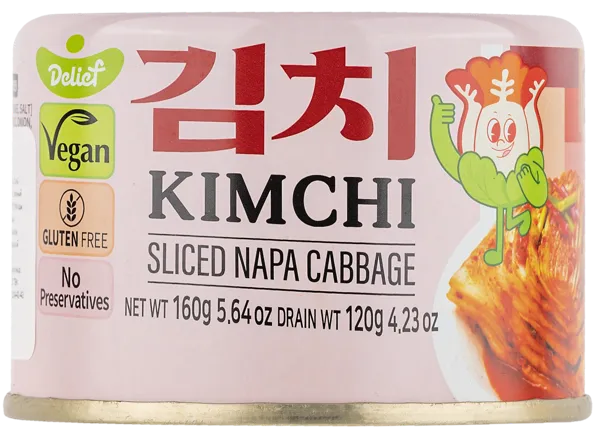 Delief
김치
Vegan
KIMCHI
GLUTEN FREE
SLICED NAPA CABBAGE
No
Preservatives
NET WT 160g 5,64 oz DRAIN WT 120g 4,23 oz